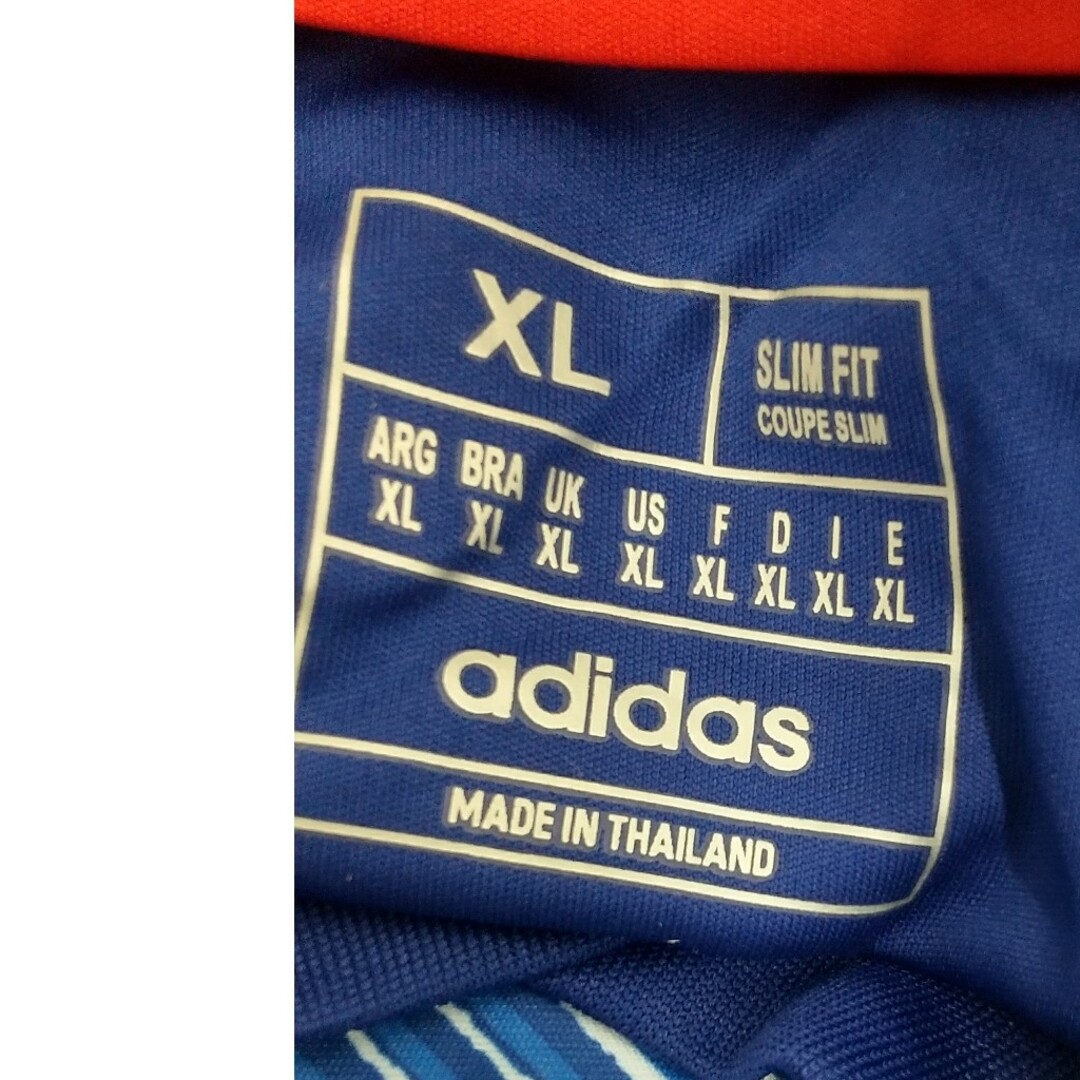 XL
SLIM FIT
COUPE SLIM
ARG BRA UK US F D I E
XL XL XL XL XL XL XL XL
adidas
MADE IN THAILAND